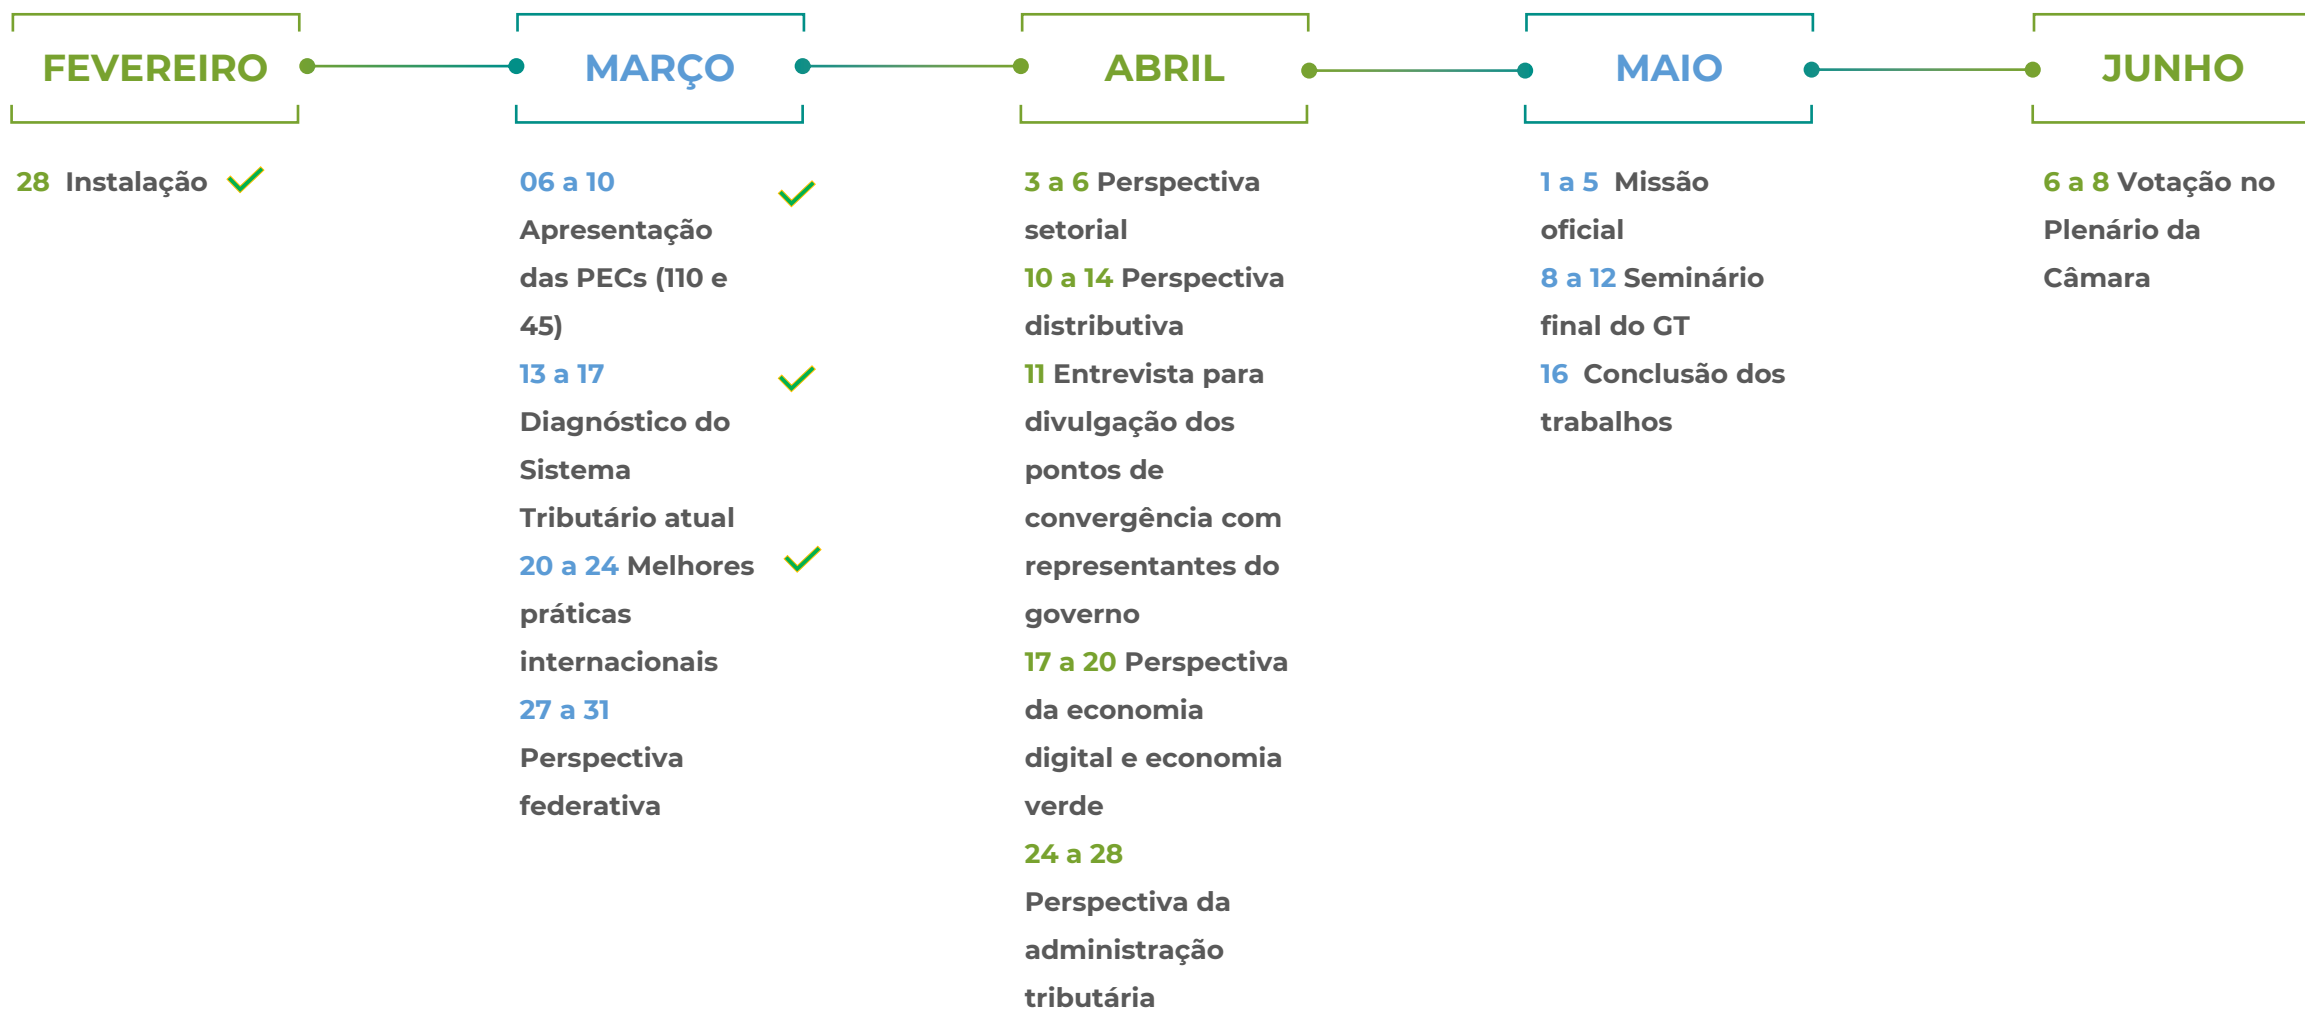 FEVEREIRO
28 Instalação
MARÇO
06 a 10
Apresentação
das PECs (110 e
45)
13 a 17
Diagnóstico do
Sistema
Tributário atual
20 a 24 Melhores
práticas
internacionais
27 a 31
Perspectiva
federativa
ABRIL
3 a 6 Perspectiva
setorial
10 a 14 Perspectiva
distributiva
11 Entrevista para
divulgação dos
pontos de
convergência com
representantes do
governo
17 a 20 Perspectiva
da economia
digital e economia
verde
24 a 28
Perspectiva da
administração
tributária
MAIO
1 a 5 Missão
oficial
8 a 12 Seminário
final do GT
16 Conclusão dos
trabalhos
JUNHO
6 a 8 Votação no
Plenário da
Câmara